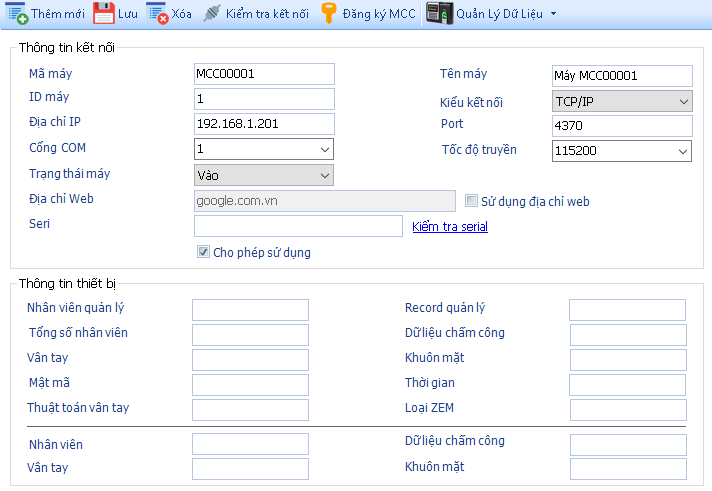 Thêm mới Lưu Xóa Kiểm tra kết nối Đăng ký MCC Quản Lý Dữ Liệu
Thông tin kết nối
Mã máy MCC00001 Tên máy Máy MCC00001
ID máy 1 Kiểu kết nối TCP/IP
Địa chỉ IP 192.168.1.201 Port 4370
Cổng COM 1 Tốc độ truyền 115200
Trạng thái máy Vào
Địa chỉ Web google.com.vn Sử dụng địa chỉ web
Seri Kiểm tra serial
Cho phép sử dụng
Thông tin thiết bị
Nhân viên quản lý Record quản lý
Tổng số nhân viên Dữ liệu chấm công
Vân tay Khuôn mặt
Mật mã Thời gian
Thuật toán vân tay Loại ZEM
Nhân viên Dữ liệu chấm công
Vân tay Khuôn mặt